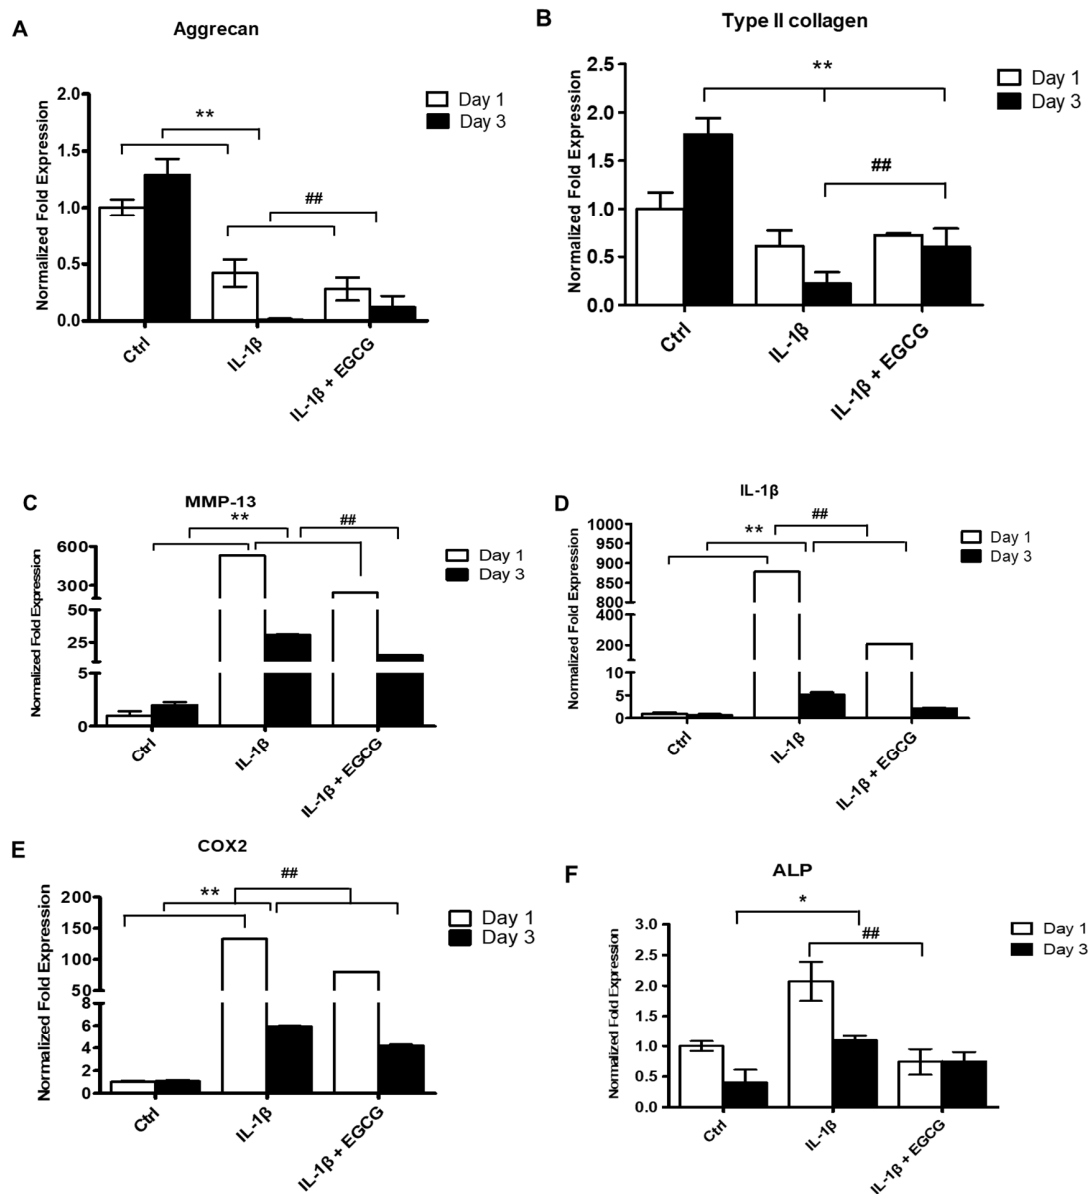 A
Aggrecan
Normalized Fold Expression
2.0
1.5
1.0
0.5
0.0
**
##
Day 1
Day 3
Ctrl
IL-1β
IL-1β + EGCG
B
Type II collagen
Normalized Fold Expression
2.5
2.0
1.5
1.0
0.5
0.0
**
##
Day 1
Day 3
Ctrl
IL-1β
IL-1β + EGCG
C
MMP-13
Normalized Fold Expression
600
300
50
25
5
0
**
##
Day 1
Day 3
Ctrl
IL-1β
IL-1β + EGCG
D
IL-1β
Normalized Fold Expression
1000
950
900
850
800
400
200
10
5
0
**
##
Day 1
Day 3
Ctrl
IL-1β
IL-1β + EGCG
E
COX2
Normalized Fold Expression
200
150
100
50
8
6
4
2
0
**
##
Day 1
Day 3
Ctrl
IL-1β
IL-1β + EGCG
F
ALP
Normalized Fold Expression
3.0
2.5
2.0
1.5
1.0
0.5
0.0
*
##
Day 1
Day 3
Ctrl
IL-1β
IL-1β + EGCG